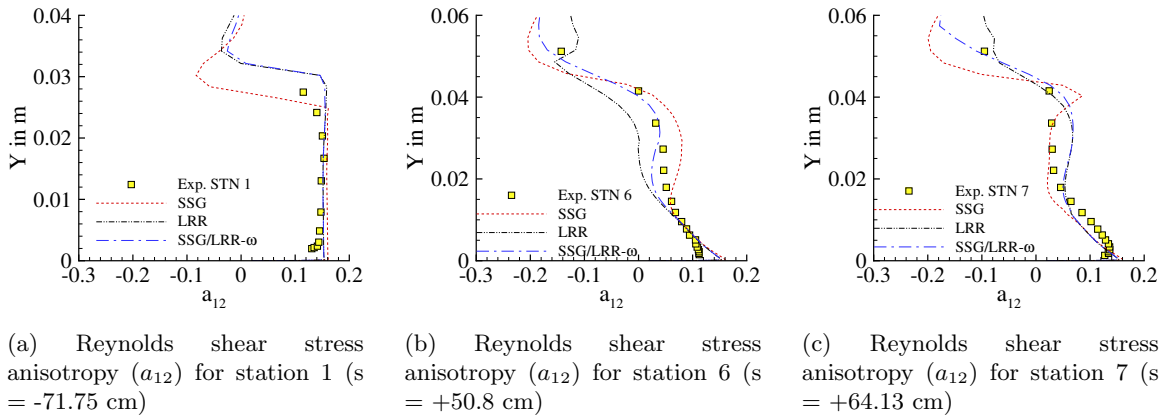 Y in m
0.04
0.03
0.02
0.01
0
-0.3 -0.2 -0.1 0 0.1 0.2
a12
Exp. STN 1
SSG
LRR
SSG/LRR-ω
(a) Reynolds shear stress
anisotropy (a12) for station 1 (s
= -71.75 cm)
Y in m
0.06
0.04
0.02
0
-0.3 -0.2 -0.1 0 0.1 0.2
a12
Exp. STN 6
SSG
LRR
SSG/LRR-ω
(b) Reynolds shear stress
anisotropy (a12) for station 6 (s
= +50.8 cm)
Y in m
0.06
0.04
0.02
0
-0.3 -0.2 -0.1 0 0.1 0.2
a12
Exp. STN 7
SSG
LRR
SSG/LRR-ω
(c) Reynolds shear stress
anisotropy (a12) for station 7 (s
= +64.13 cm)